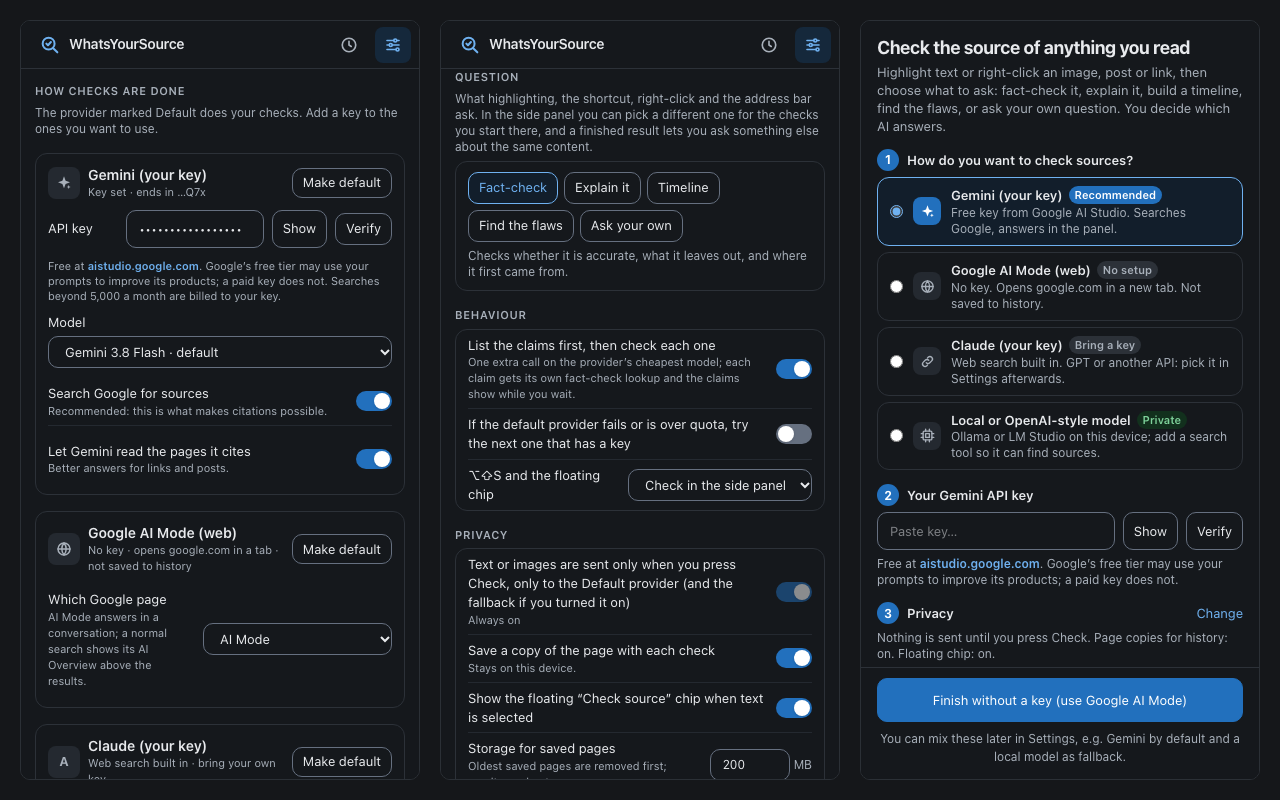 WhatsYourSource
HOW CHECKS ARE DONE
The provider marked Default does your checks. Add a key to the
ones you want to use.
Gemini (your key)
Key set · ends in …Q7x
Make default
API key
················
Show
Verify
Free at aistudio.google.com. Google's free tier may use your
prompts to improve its products; a paid key does not. Searches
beyond 5,000 a month are billed to your key.
Model
Gemini 3.8 Flash · default
Search Google for sources
Recommended: this is what makes citations possible.
Let Gemini read the pages it cites
Better answers for links and posts.
Google AI Mode (web)
No key · opens google.com in a tab ·
not saved to history
Make default
Which Google page
AI Mode answers in a
conversation; a normal
search shows its AI
Overview above the
results.
AI Mode
A
Claude (your key)
Web search built in · bring your own
key
Make default
WhatsYourSource
QUESTION
What highlighting, the shortcut, right-click and the address bar
ask. In the side panel you can pick a different one for the checks
you start there, and a finished result lets you ask something else
about the same content.
Fact-check
Explain it
Timeline
Find the flaws
Ask your own
Checks whether it is accurate, what it leaves out, and where
it first came from.
BEHAVIOUR
List the claims first, then check each one
One extra call on the provider's cheapest model; each
claim gets its own fact-check lookup and the claims
show while you wait.
If the default provider fails or is over quota, try
the next one that has a key
⌥⇧S and the floating
chip
Check in the side panel
PRIVACY
Text or images are sent only when you press
Check, only to the Default provider (and the
fallback if you turned it on)
Always on
Save a copy of the page with each check
Stays on this device.
Show the floating “Check source” chip when text
is selected
Storage for saved pages
Oldest saved pages are removed first;
200
MB
Check the source of anything you read
Highlight text or right-click an image, post or link, then
choose what to ask: fact-check it, explain it, build a timeline,
find the flaws, or ask your own question. You decide which
AI answers.
1
How do you want to check sources?
Gemini (your key)
Recommended
Free key from Google AI Studio. Searches
Google, answers in the panel.
Google AI Mode (web)
No setup
No key. Opens google.com in a new tab. Not
saved to history.
Claude (your key)
Bring a key
Web search built in. GPT or another API: pick it in
Settings afterwards.
Local or OpenAI-style model
Private
Ollama or LM Studio on this device; add a search
tool so it can find sources.
2
Your Gemini API key
Paste key…
Show
Verify
Free at aistudio.google.com. Google's free tier may use your
prompts to improve its products; a paid key does not.
3
Privacy
Change
Nothing is sent until you press Check. Page copies for history:
on. Floating chip: on.
Finish without a key (use Google AI Mode)
You can mix these later in Settings, e.g. Gemini by default and a
local model as fallback.